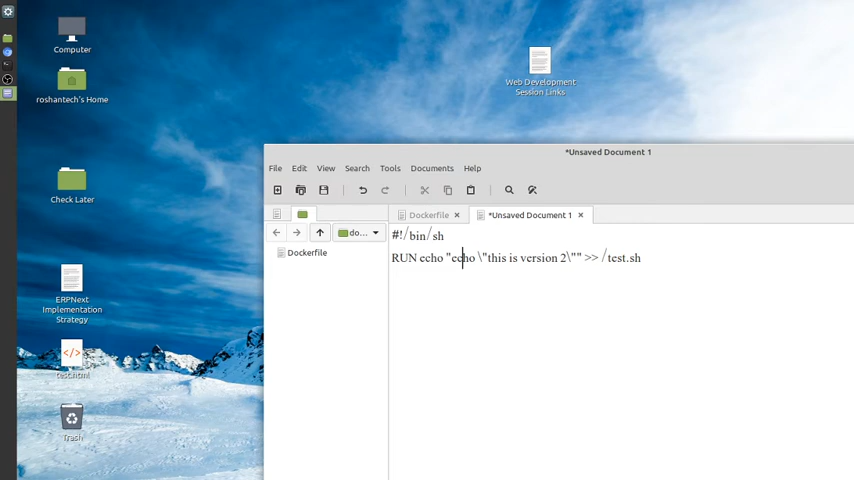 Computer
roshantech's Home
Check Later
ERPNext
Implementation
Strategy
test.html
Trash
Web Development
Session Links
*Unsaved Document 1
File Edit View Search Tools Documents Help
Dockerfile
*Unsaved Document 1
do...
Dockerfile
#!/bin/sh
RUN echo "echo \"this is version 2\"" >> /test.sh